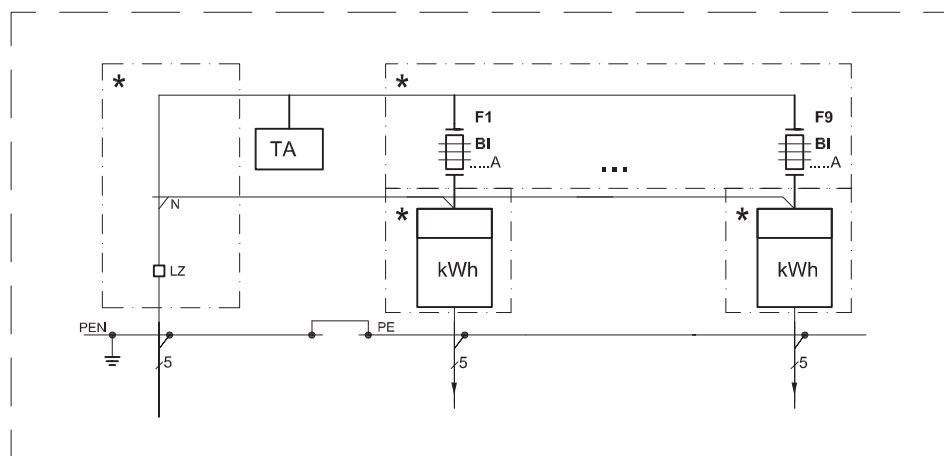 *
*
F1
BI
.....A
F9
BI
.....A
TA
...
N
*
kWh
*
kWh
LZ
PEN
PE
5
5
5